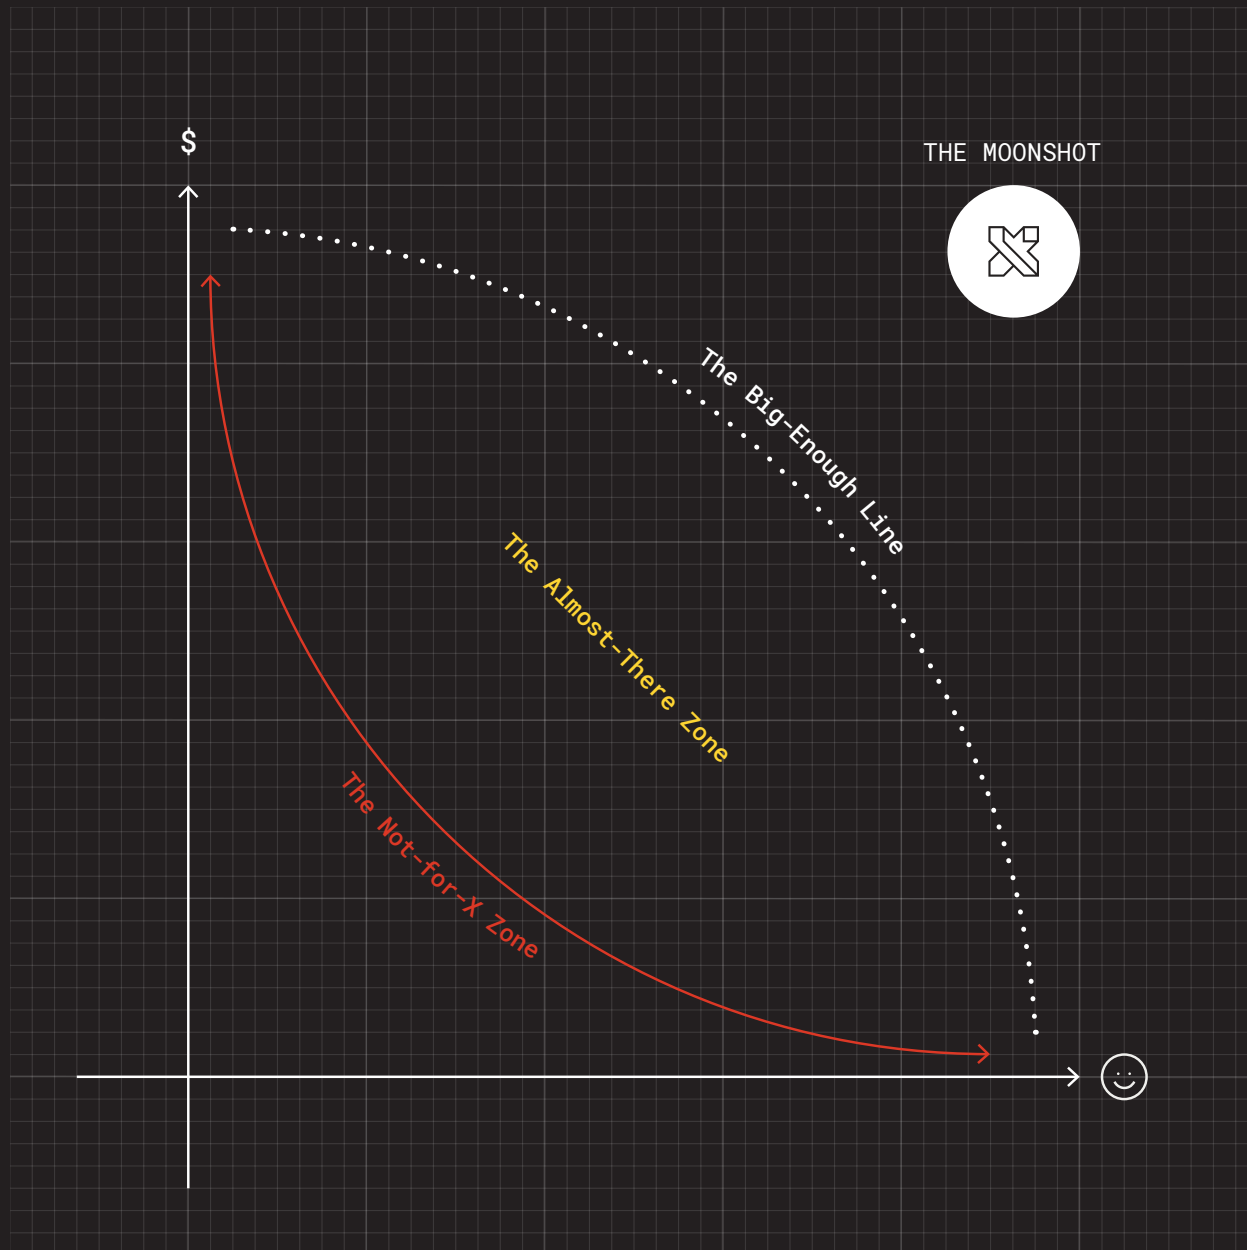 $
THE MOONSHOT
The Big-Enough Line
The Almost-There Zone
The Not-for-X Zone